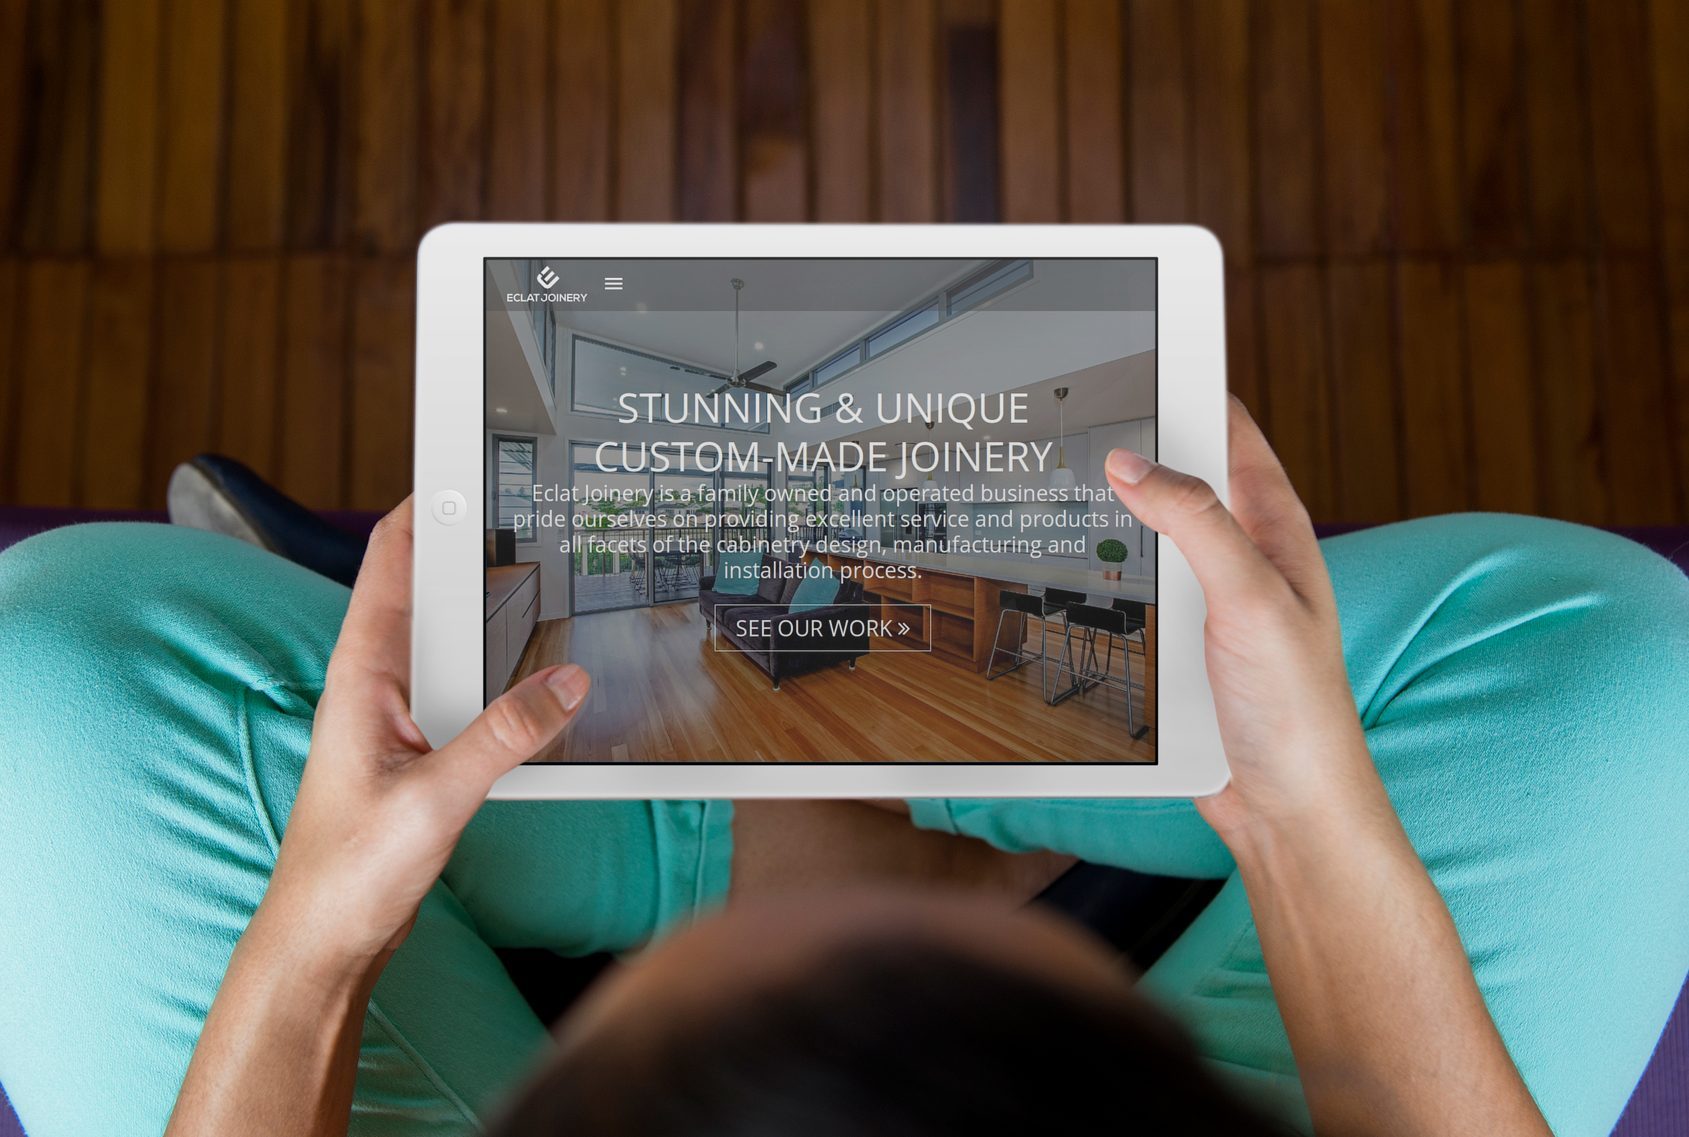 ECLAT JOINERY
STUNNING & UNIQUE
CUSTOM-MADE JOINERY
Eclat Joinery is a family owned and operated business that
pride ourselves on providing excellent service and products in
all facets of the cabinetry design, manufacturing and
installation process.
SEE OUR WORK »